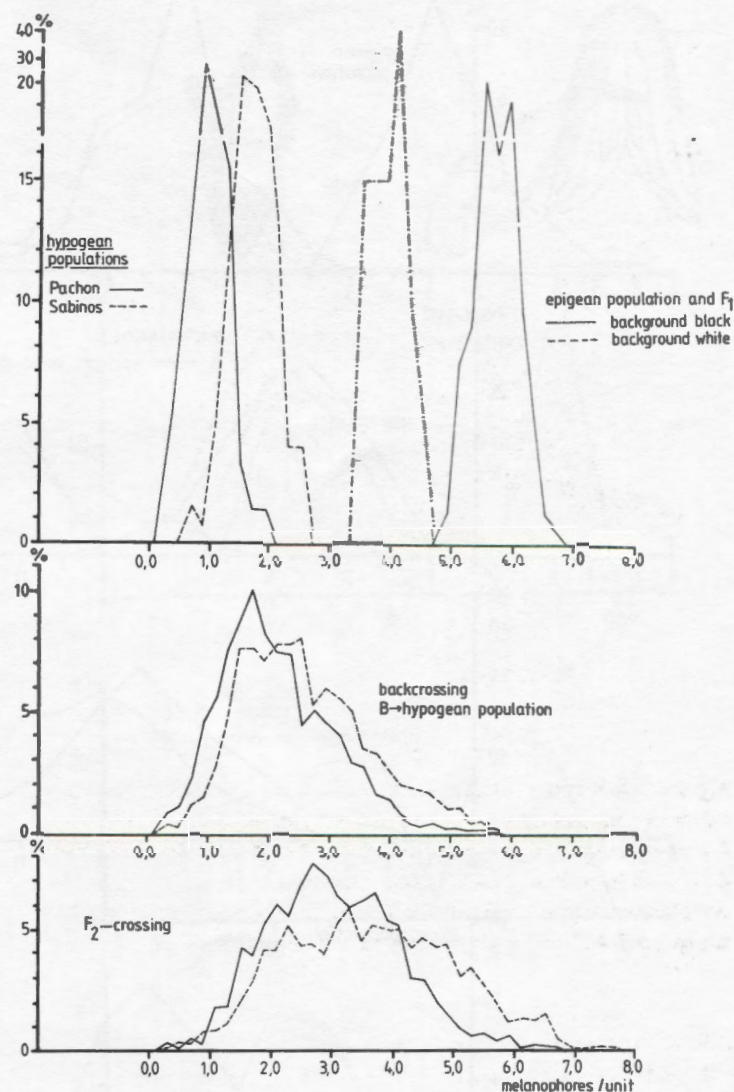 %
40
30
20
15
10
5
0
hypogean
populations
Pachon
Sabinos
epigean population and F1
background black
background white
0,0 1,0 2,0 3,0 4,0 5,0 6,0 7,0 8,0
%
10
5
0
backcrossing
B→hypogean population
0,0 1,0 2,0 3,0 4,0 5,0 6,0 7,0 8,0
%
5
0
F2-crossing
0,0 1,0 2,0 3,0 4,0 5,0 6,0 7,0 8,0
melanophores/unit